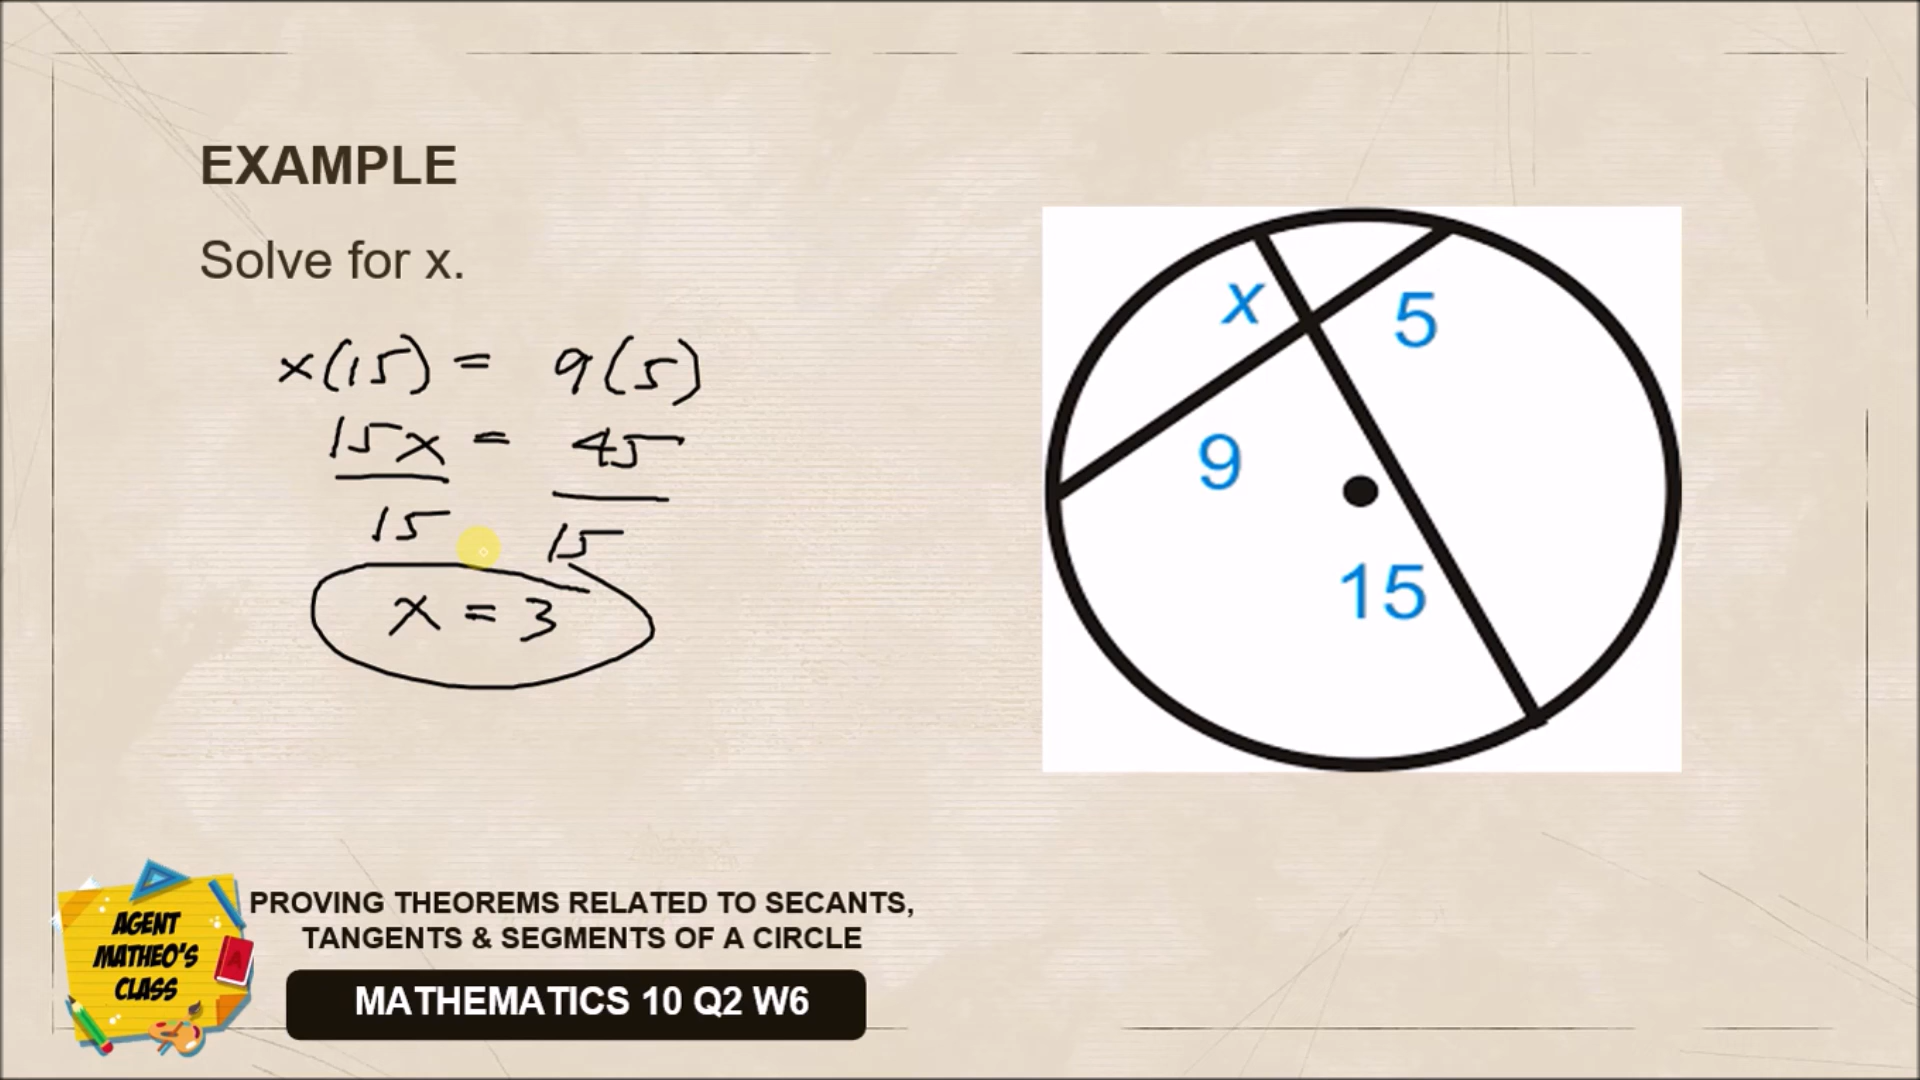 EXAMPLE
Solve for x.
x(15) = 9(5)
15x = 45
15 15
x = 3
x
5
9
15
AGENT
MATHEO'S
CLASS
A
PROVING THEOREMS RELATED TO SECANTS,
TANGENTS & SEGMENTS OF A CIRCLE
MATHEMATICS 10 Q2 W6